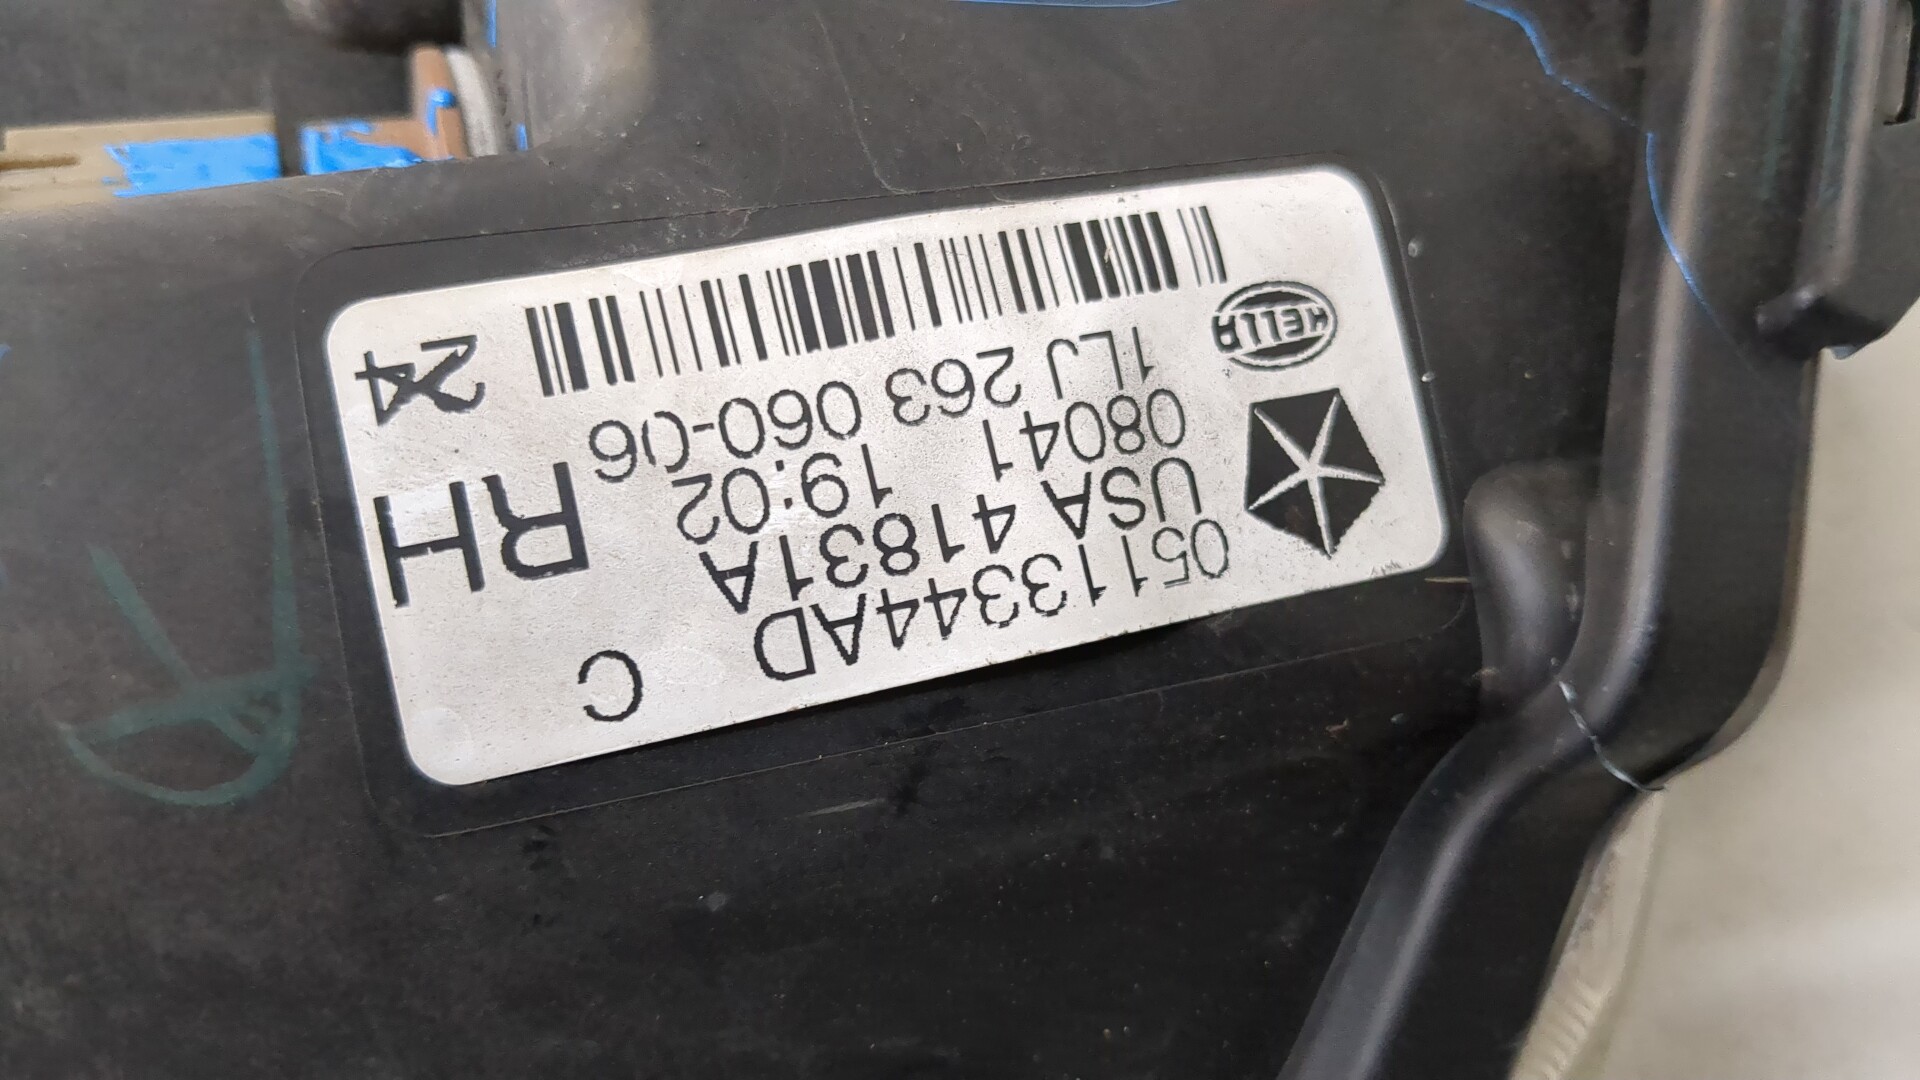 05113344AD C
USA 41831A
08041 19:02 RH
1LJ 263 060-06
HELLA
24